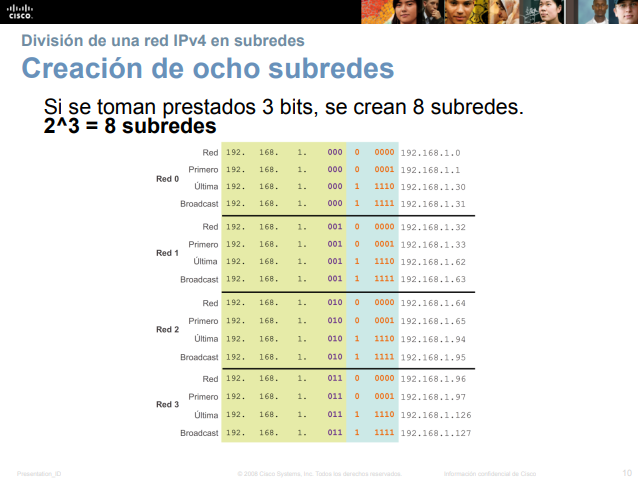 CISCO.
División de una red IPv4 en subredes
Creación de ocho subredes
Si se toman prestados 3 bits, se crean 8 subredes.
2^3 = 8 subredes
Red 0
Red 192. 168. 1. 000 0 0000 192.168.1.0
Primero 192. 168. 1. 000 0 0001 192.168.1.1
Última 192. 168. 1. 000 1 1110 192.168.1.30
Broadcast 192. 168. 1. 000 1 1111 192.168.1.31
Red 1
Red 192. 168. 1. 001 0 0000 192.168.1.32
Primero 192. 168. 1. 001 0 0001 192.168.1.33
Última 192. 168. 1. 001 1 1110 192.168.1.62
Broadcast 192. 168. 1. 001 1 1111 192.168.1.63
Red 2
Red 192. 168. 1. 010 0 0000 192.168.1.64
Primero 192. 168. 1. 010 0 0001 192.168.1.65
Última 192. 168. 1. 010 1 1110 192.168.1.94
Broadcast 192. 168. 1. 010 1 1111 192.168.1.95
Red 3
Red 192. 168. 1. 011 0 0000 192.168.1.96
Primero 192. 168. 1. 011 0 0001 192.168.1.97
Última 192. 168. 1. 011 1 1110 192.168.1.126
Broadcast 192. 168. 1. 011 1 1111 192.168.1.127
Presentation_ID © 2008 Cisco Systems, Inc. Todos los derechos reservados. Información confidencial de Cisco 10